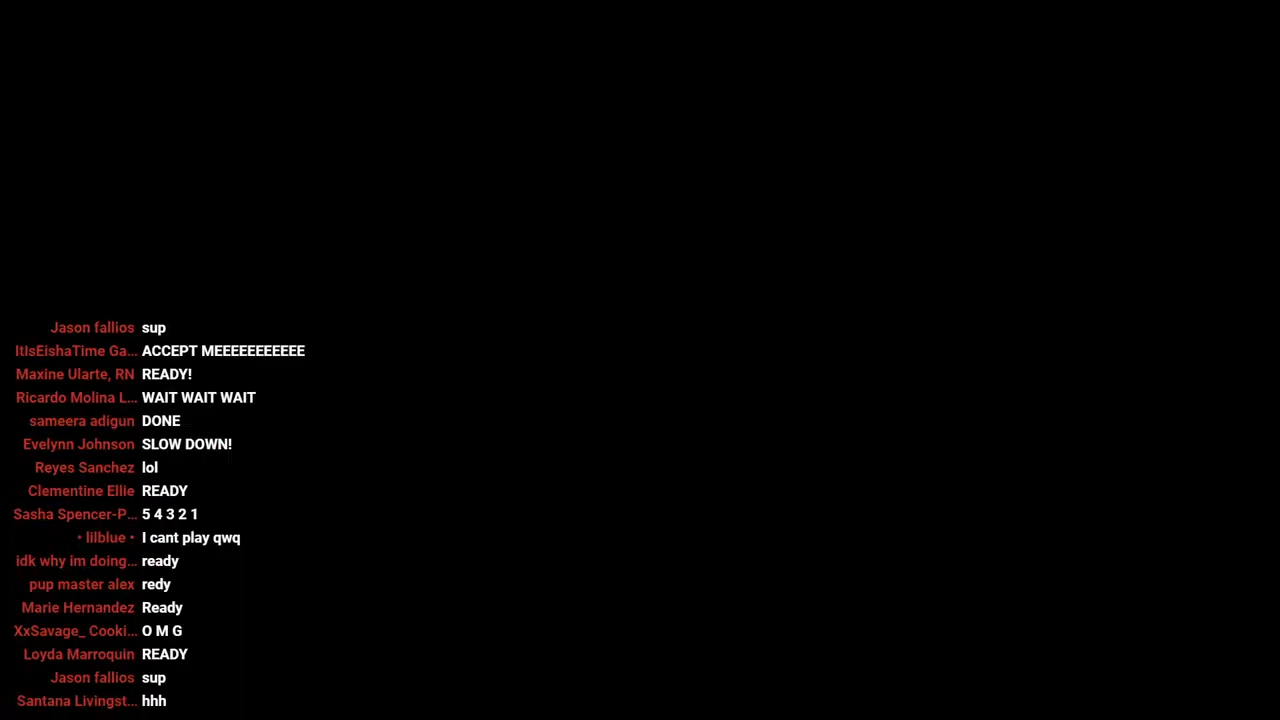 Jason fallios sup
ItIsEishaTime Ga... ACCEPT MEEEEEEEEEEE
Maxine Ularte, RN READY!
Ricardo Molina L... WAIT WAIT WAIT
sameera adigun DONE
Evelynn Johnson SLOW DOWN!
Reyes Sanchez lol
Clementine Ellie READY
Sasha Spencer-P... 5 4 3 2 1
• lilblue • I cant play qwq
idk why im doing... ready
pup master alex redy
Marie Hernandez Ready
XxSavage_ Cooki... O M G
Loyda Marroquin READY
Jason fallios sup
Santana Livingst... hhh